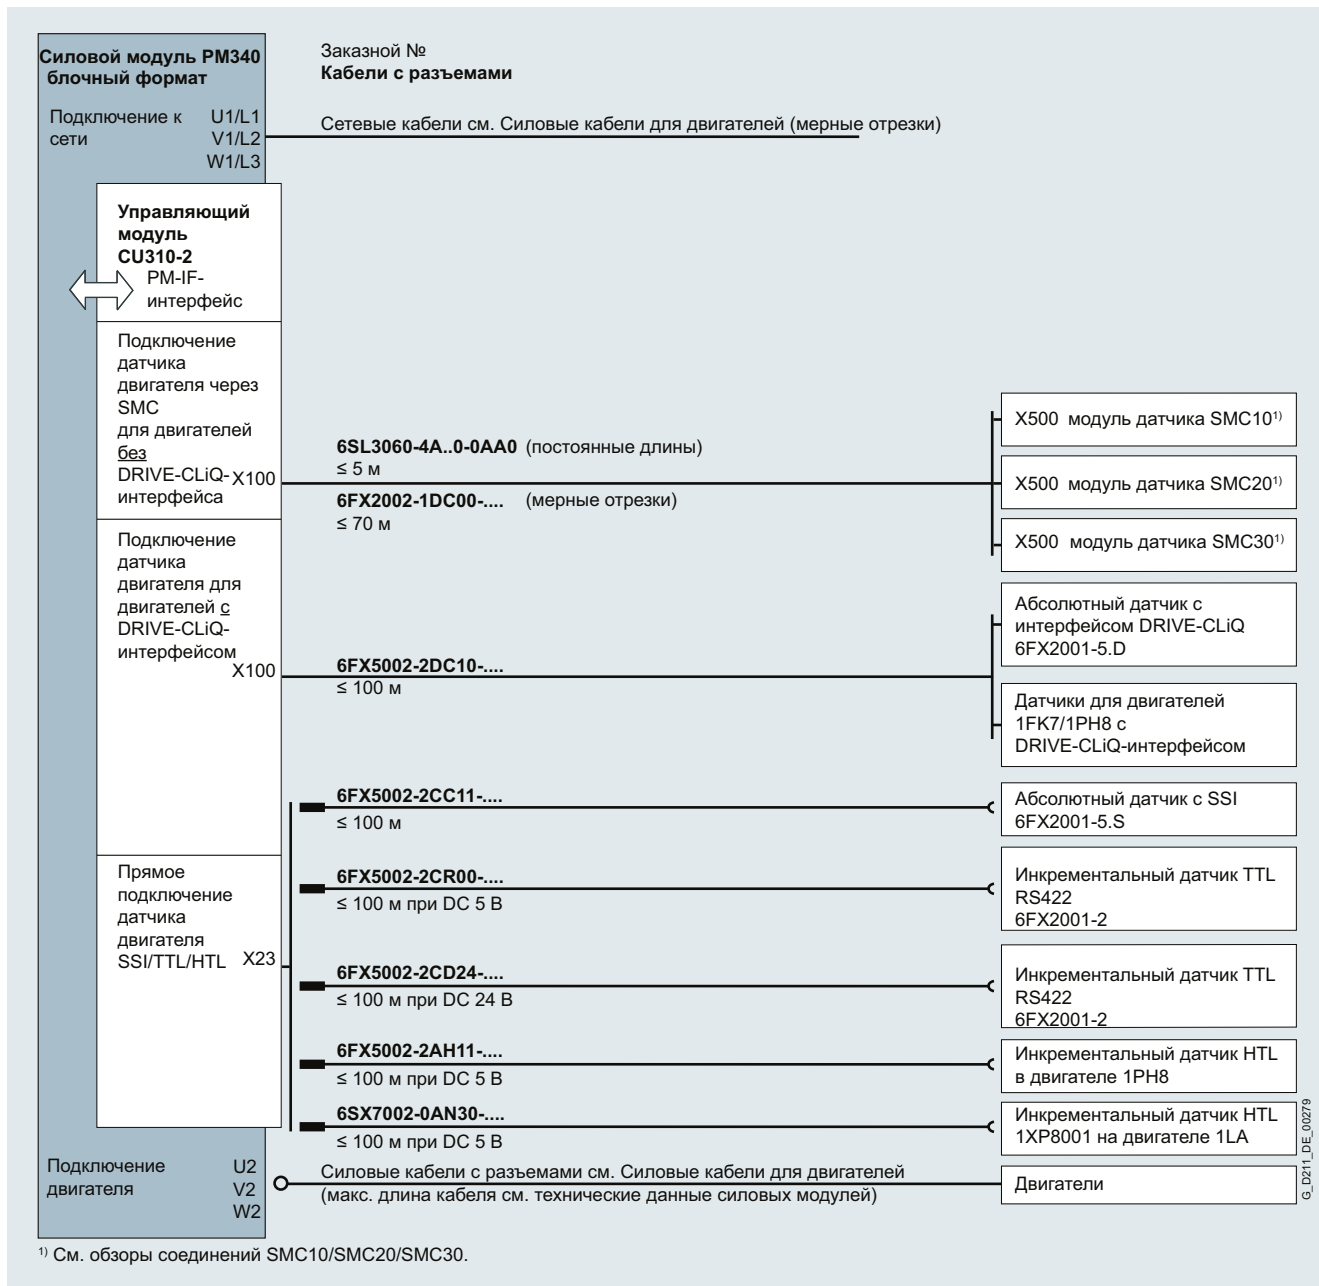 Силовой модуль PM340
блочный формат
Заказной №
Кабели с разъемами
Подключение к
сети
U1/L1
V1/L2
W1/L3
Сетевые кабели см. Силовые кабели для двигателей (мерные отрезки)
Управляющий
модуль
CU310-2
PM-IF-
интерфейс
Подключение
датчика
двигателя через
SMC
для двигателей
без
DRIVE-CLiQ-
интерфейса
X100
6SL3060-4A..0-0AA0 (постоянные длины)
≤ 5 м
6FX2002-1DC00-.... (мерные отрезки)
≤ 70 м
X500 модуль датчика SMC10¹⁾
X500 модуль датчика SMC20¹⁾
X500 модуль датчика SMC30¹⁾
Подключение
датчика
двигателя для
двигателей с
DRIVE-CLiQ-
интерфейсом
X100
6FX5002-2DC10-....
≤ 100 м
Абсолютный датчик с
интерфейсом DRIVE-CLiQ
6FX2001-5.D
Датчики для двигателей
1FK7/1PH8 с
DRIVE-CLiQ-интерфейсом
Прямое
подключение
датчика
двигателя
SSI/TTL/HTL
X23
6FX5002-2CC11-....
≤ 100 м
Абсолютный датчик с SSI
6FX2001-5.S
6FX5002-2CR00-....
≤ 100 м при DC 5 В
Инкрементальный датчик TTL
RS422
6FX2001-2
6FX5002-2CD24-....
≤ 100 м при DC 24 В
Инкрементальный датчик TTL
RS422
6FX2001-2
6FX5002-2AH11-....
≤ 100 м при DC 5 В
Инкрементальный датчик HTL
в двигателе 1PH8
6SX7002-0AN30-....
≤ 100 м при DC 5 В
Инкрементальный датчик HTL
1XP8001 на двигателе 1LA
Подключение
двигателя
U2
V2
W2
Силовые кабели с разъемами см. Силовые кабели для двигателей
(макс. длина кабеля см. технические данные силовых модулей)
Двигатели
G_D211_DE_00279
¹⁾ См. обзоры соединений SMC10/SMC20/SMC30.